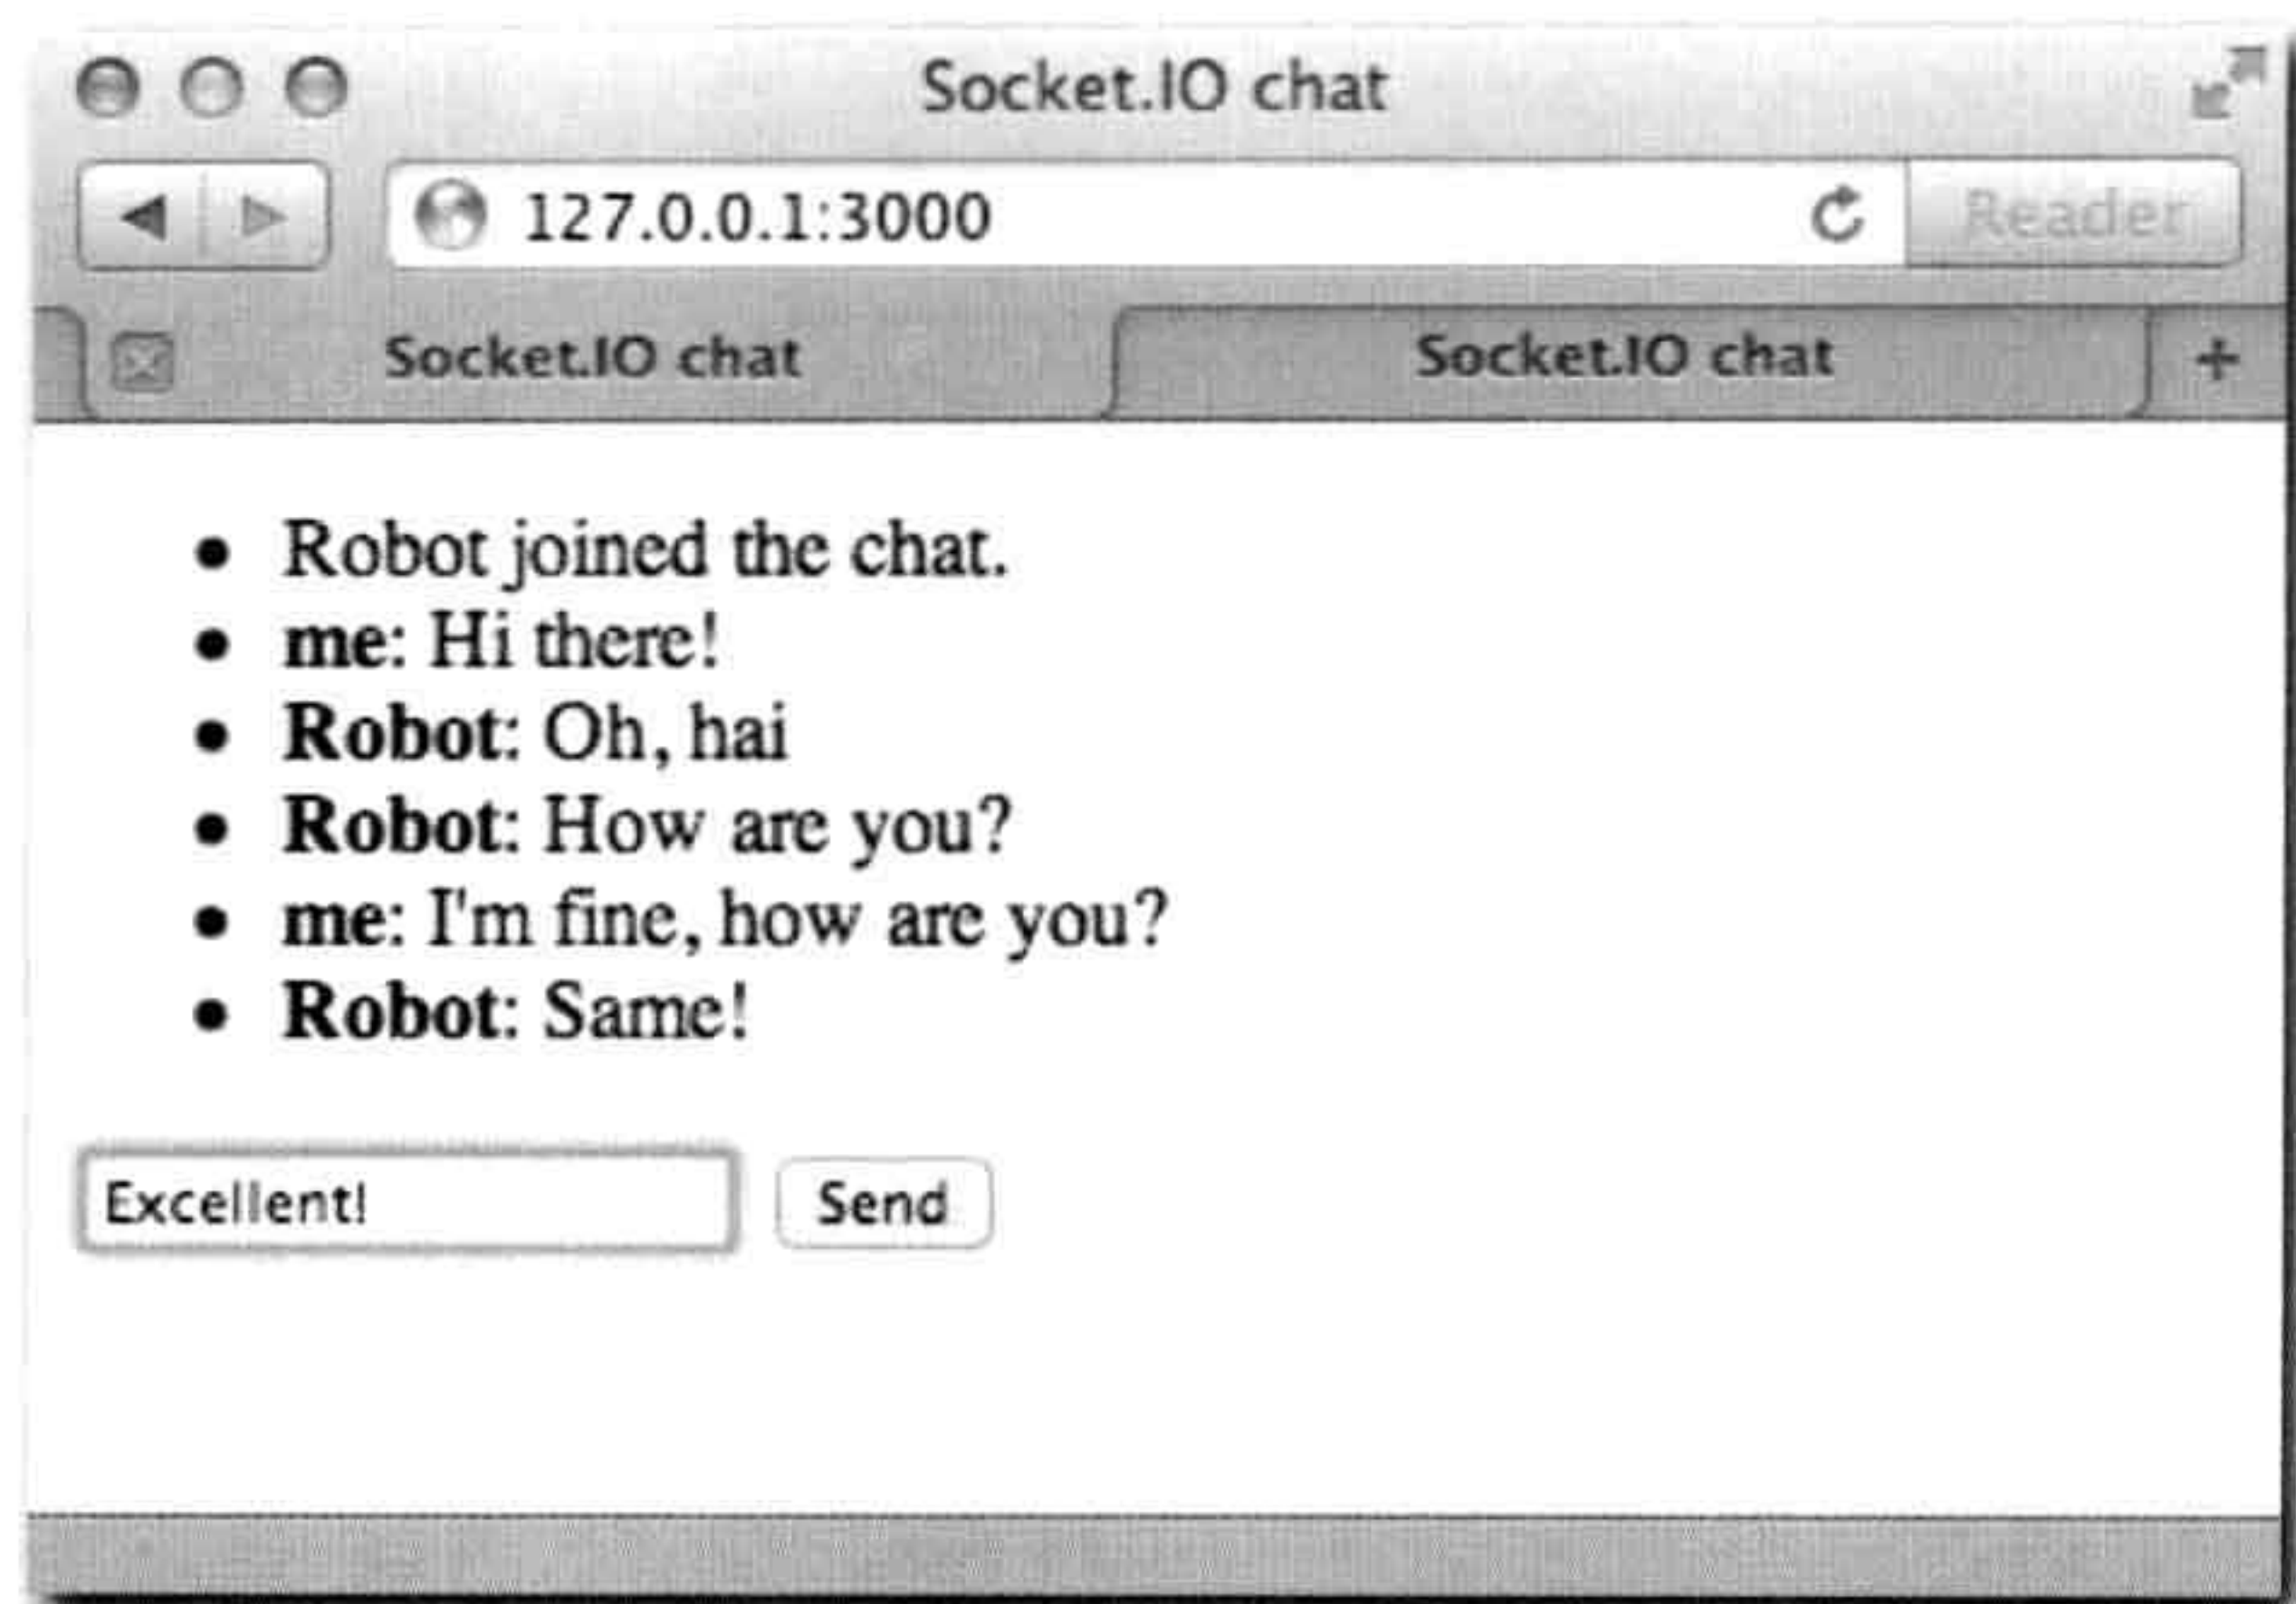 Socket.IO chat
127.0.0.1:3000
Reader
Socket.IO chat
Socket.IO chat
+
• Robot joined the chat.
• me: Hi there!
• Robot: Oh, hai
• Robot: How are you?
• me: I'm fine, how are you?
• Robot: Same!
Excellent!
Send